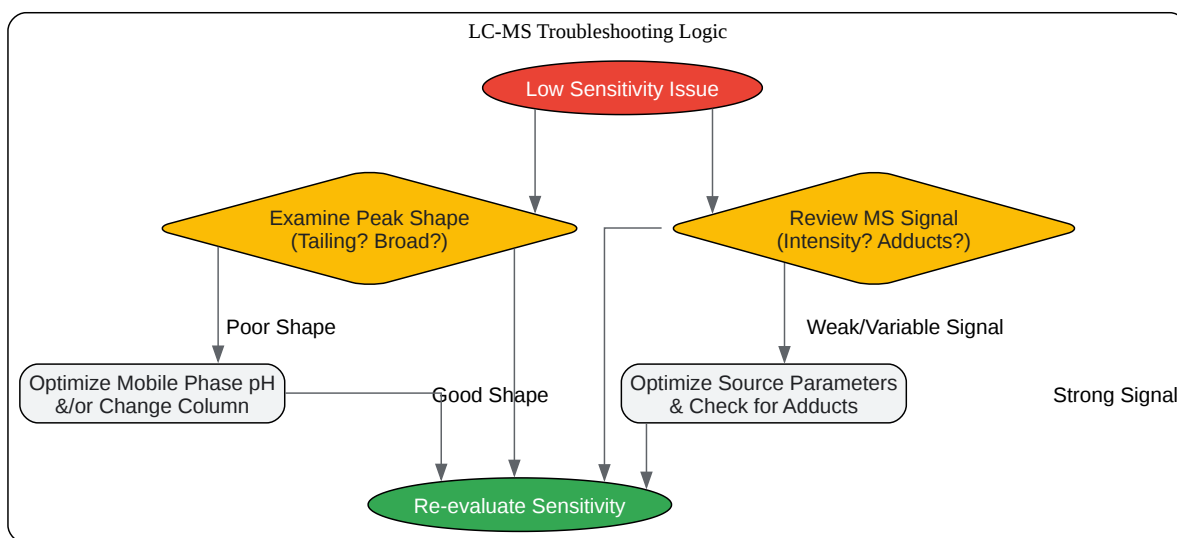 LC-MS Troubleshooting Logic
Low Sensitivity Issue
Examine Peak Shape
(Tailing? Broad?)
Review MS Signal
(Intensity? Adducts?)
Poor Shape
Weak/Variable Signal
Optimize Mobile Phase pH
&/or Change Column
Good Shape
Optimize Source Parameters
& Check for Adducts
Strong Signal
Re-evaluate Sensitivity